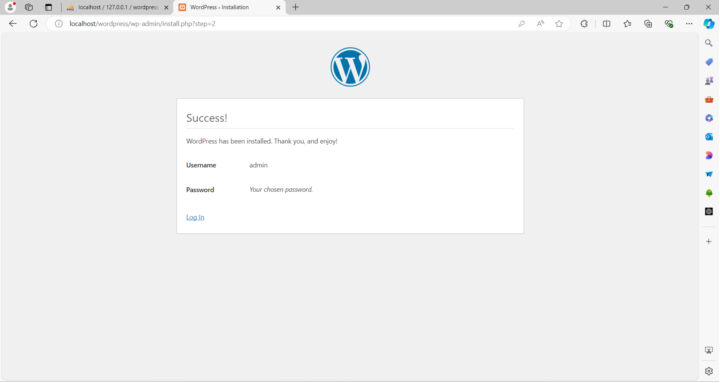 localhost / 127.0.0.1 / wordpress
WordPress › Installation
localhost/wordpress/wp-admin/install.php?step=2
Success!
WordPress has been installed. Thank you, and enjoy!
Username admin
Password Your chosen password.
Log In